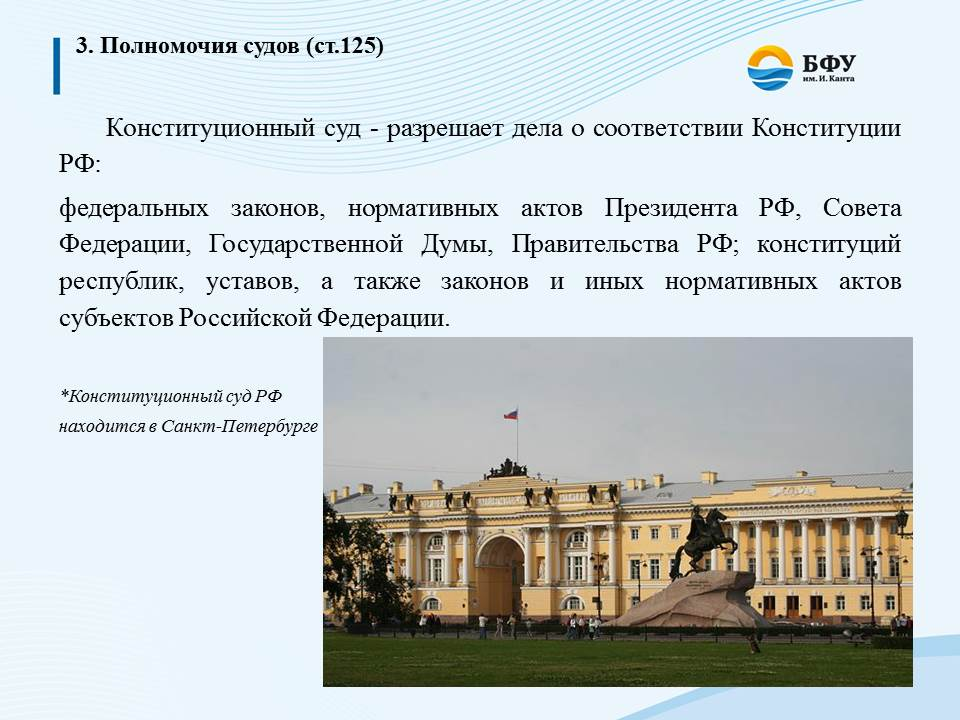 3. Полномочия судов (ст.125)
БФУ
им. И. Канта
Конституционный суд - разрешает дела о соответствии Конституции
РФ:
федеральных законов, нормативных актов Президента РФ, Совета
Федерации, Государственной Думы, Правительства РФ; конституций
республик, уставов, а также законов и иных нормативных актов
субъектов Российской Федерации.
*Конституционный суд РФ
находится в Санкт-Петербурге